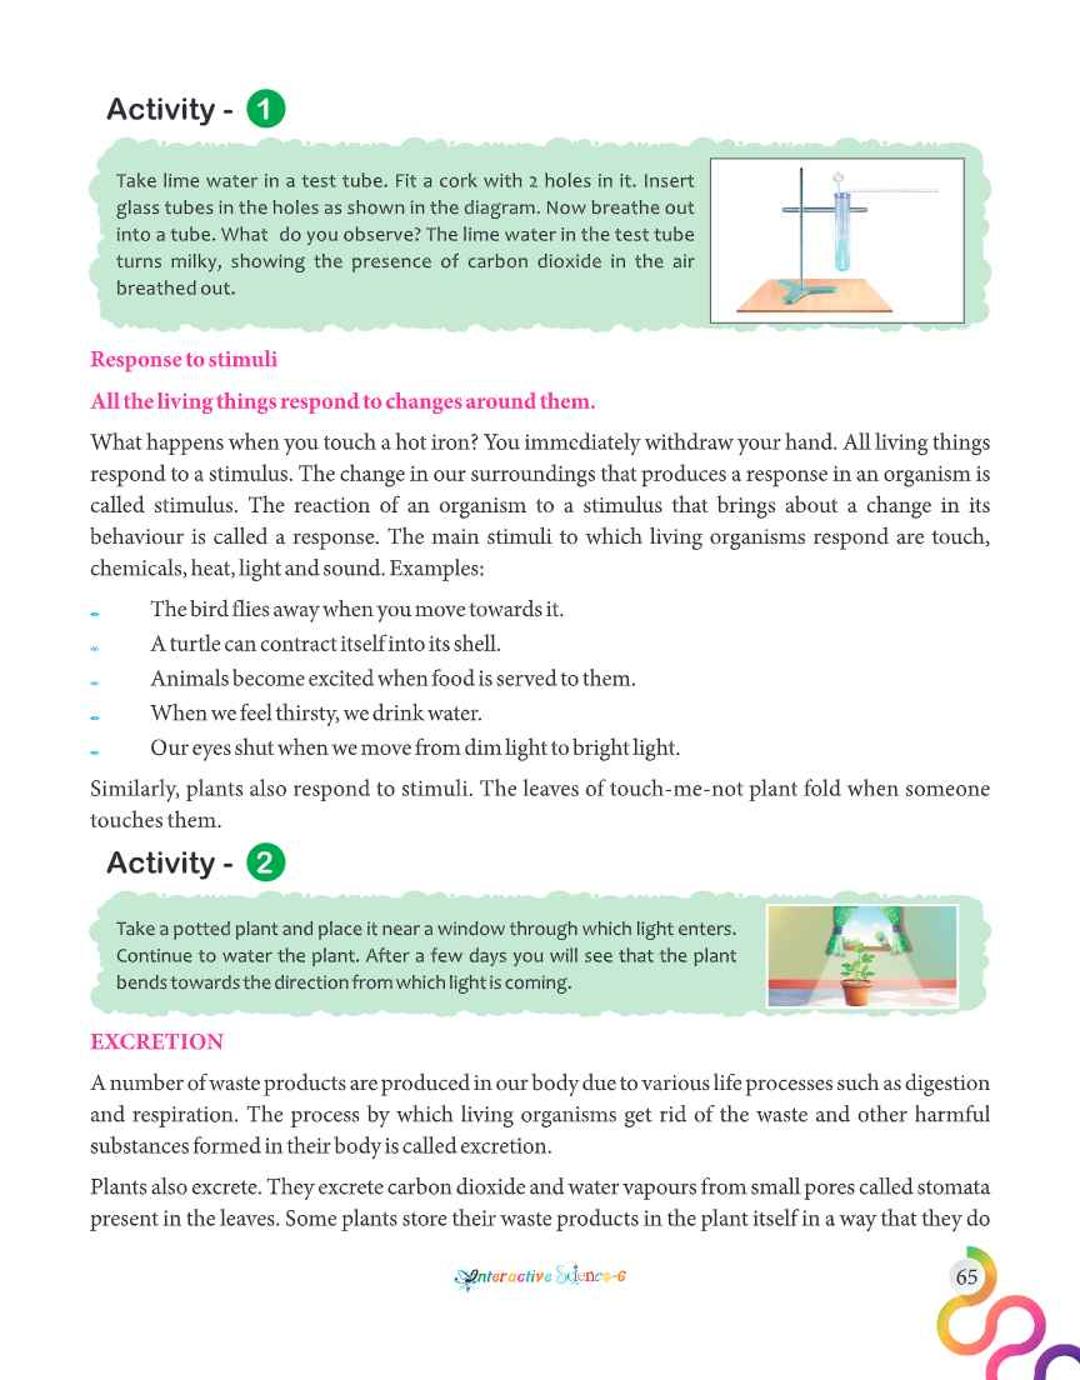 Activity - 1
Take lime water in a test tube. Fit a cork with 2 holes in it. Insert
glass tubes in the holes as shown in the diagram. Now breathe out
into a tube. What do you observe? The lime water in the test tube
turns milky, showing the presence of carbon dioxide in the air
breathed out.
Response to stimuli
All the living things respond to changes around them.
What happens when you touch a hot iron? You immediately withdraw your hand. All living things
respond to a stimulus. The change in our surroundings that produces a response in an organism is
called stimulus. The reaction of an organism to a stimulus that brings about a change in its
behaviour is called a response. The main stimuli to which living organisms respond are touch,
chemicals, heat, light and sound. Examples:
The bird flies away when you move towards it.
A turtle can contract itself into its shell.
Animals become excited when food is served to them.
When we feel thirsty, we drink water.
Our eyes shut when we move from dim light to bright light.
Similarly, plants also respond to stimuli. The leaves of touch-me-not plant fold when someone
touches them.
Activity - 2
Take a potted plant and place it near a window through which light enters.
Continue to water the plant. After a few days you will see that the plant
bends towards the direction from which light is coming.
EXCRETION
A number of waste products are produced in our body due to various life processes such as digestion
and respiration. The process by which living organisms get rid of the waste and other harmful
substances formed in their body is called excretion.
Plants also excrete. They excrete carbon dioxide and water vapours from small pores called stomata
present in the leaves. Some plants store their waste products in the plant itself in a way that they do
Interactive Science-6
65